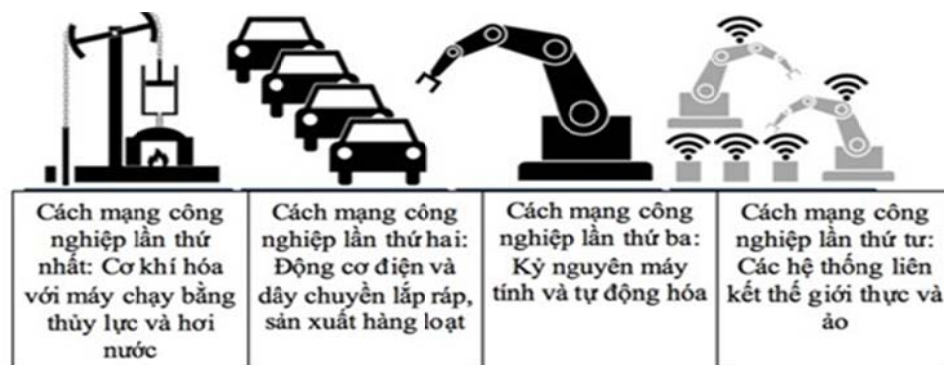 Cách mạng công
nghiệp lần thứ
nhất: Cơ khí hóa
với máy chạy bằng
thủy lực và hơi
nước
Cách mạng công
nghiệp lần thứ hai:
Động cơ điện và
dây chuyền lắp ráp,
sản xuất hàng loạt
Cách mạng công
nghiệp lần thứ ba:
Kỷ nguyên máy
tính và tự động hóa
Cách mạng công
nghiệp lần thứ tư:
Các hệ thống liên
kết thế giới thực và
ảo